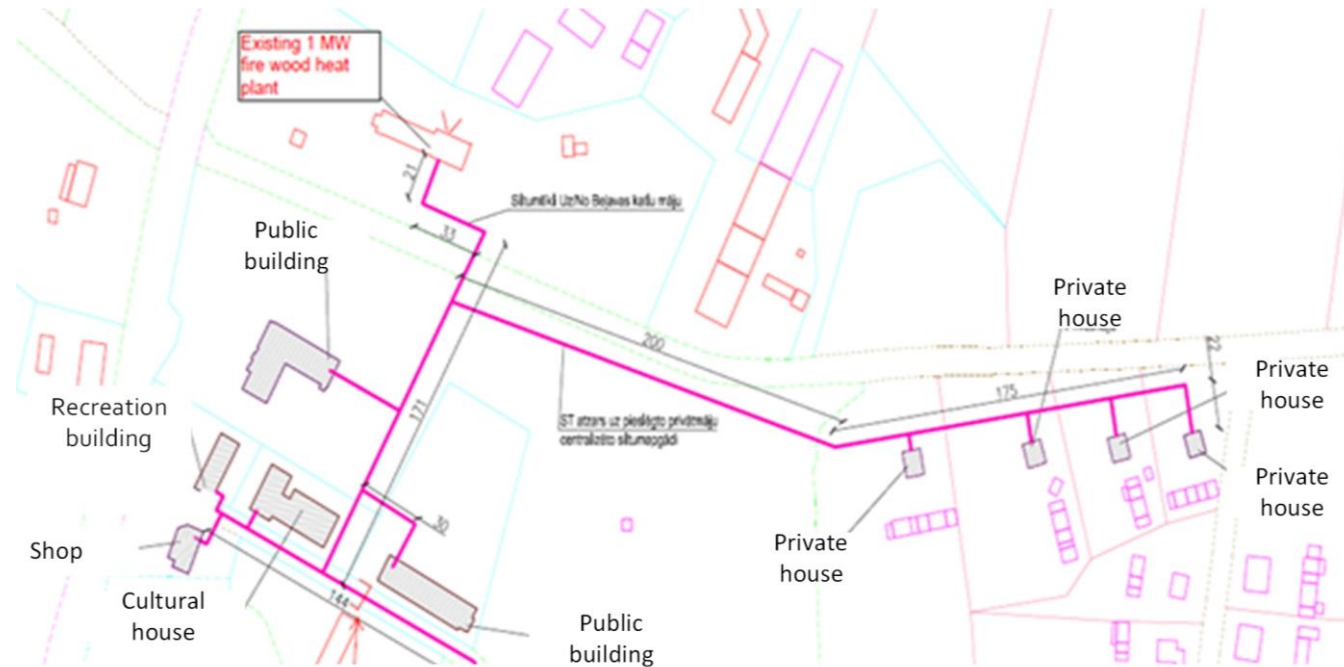 Existing 1 MW
fire wood heat
plant
21
Uz/No Beļavas katlu māju
33
Public
building
200
171
Private
house
22
175
Private
house
ST atzars uz pieslēgto privātmāju
centralizēto siltumapgādi
Recreation
building
Private
house
30
Private
house
Shop
144
Cultural
house
Public
building